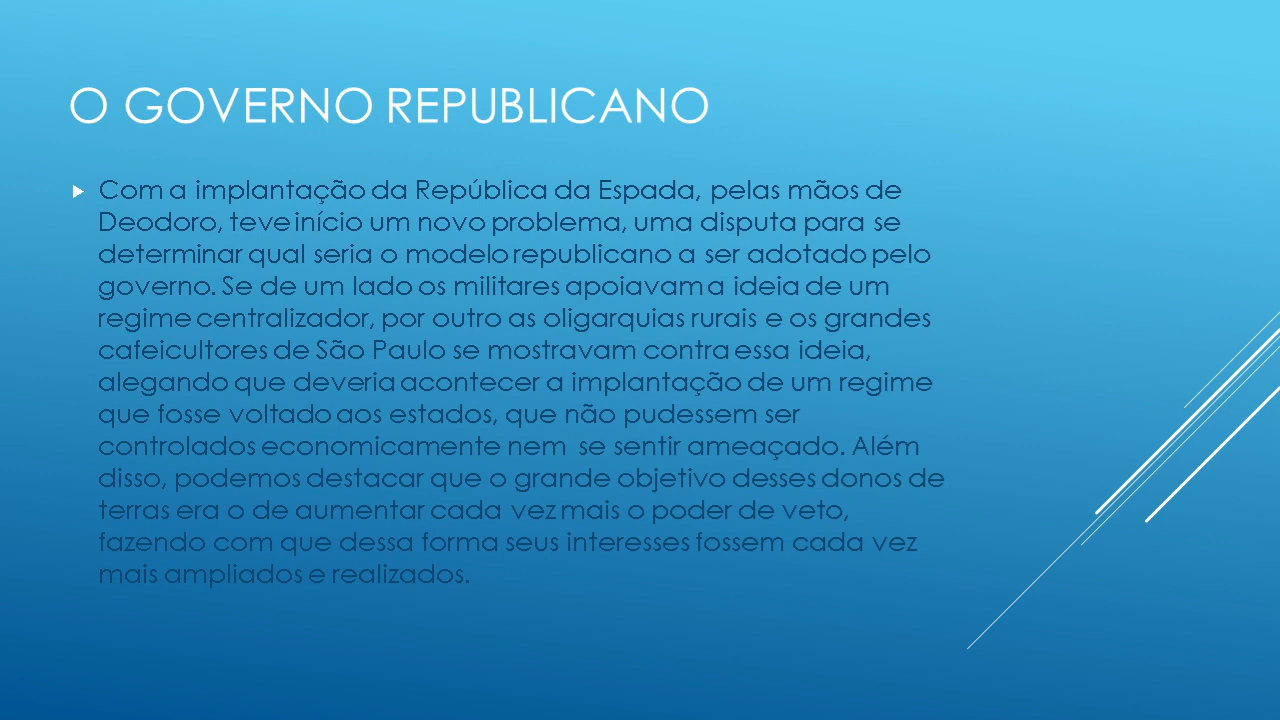 O GOVERNO REPUBLICANO
Com a implantação da República da Espada, pelas mãos de
Deodoro, teve início um novo problema, uma disputa para se
determinar qual seria o modelo republicano a ser adotado pelo
governo. Se de um lado os militares apoiavam a ideia de um
regime centralizador, por outro as oligarquias rurais e os grandes
cafeicultores de São Paulo se mostravam contra essa ideia,
alegando que deveria acontecer a implantação de um regime
que fosse voltado aos estados, que não pudessem ser
controlados economicamente nem se sentir ameaçado. Além
disso, podemos destacar que o grande objetivo desses donos de
terras era o de aumentar cada vez mais o poder de veto,
fazendo com que dessa forma seus interesses fossem cada vez
mais ampliados e realizados.